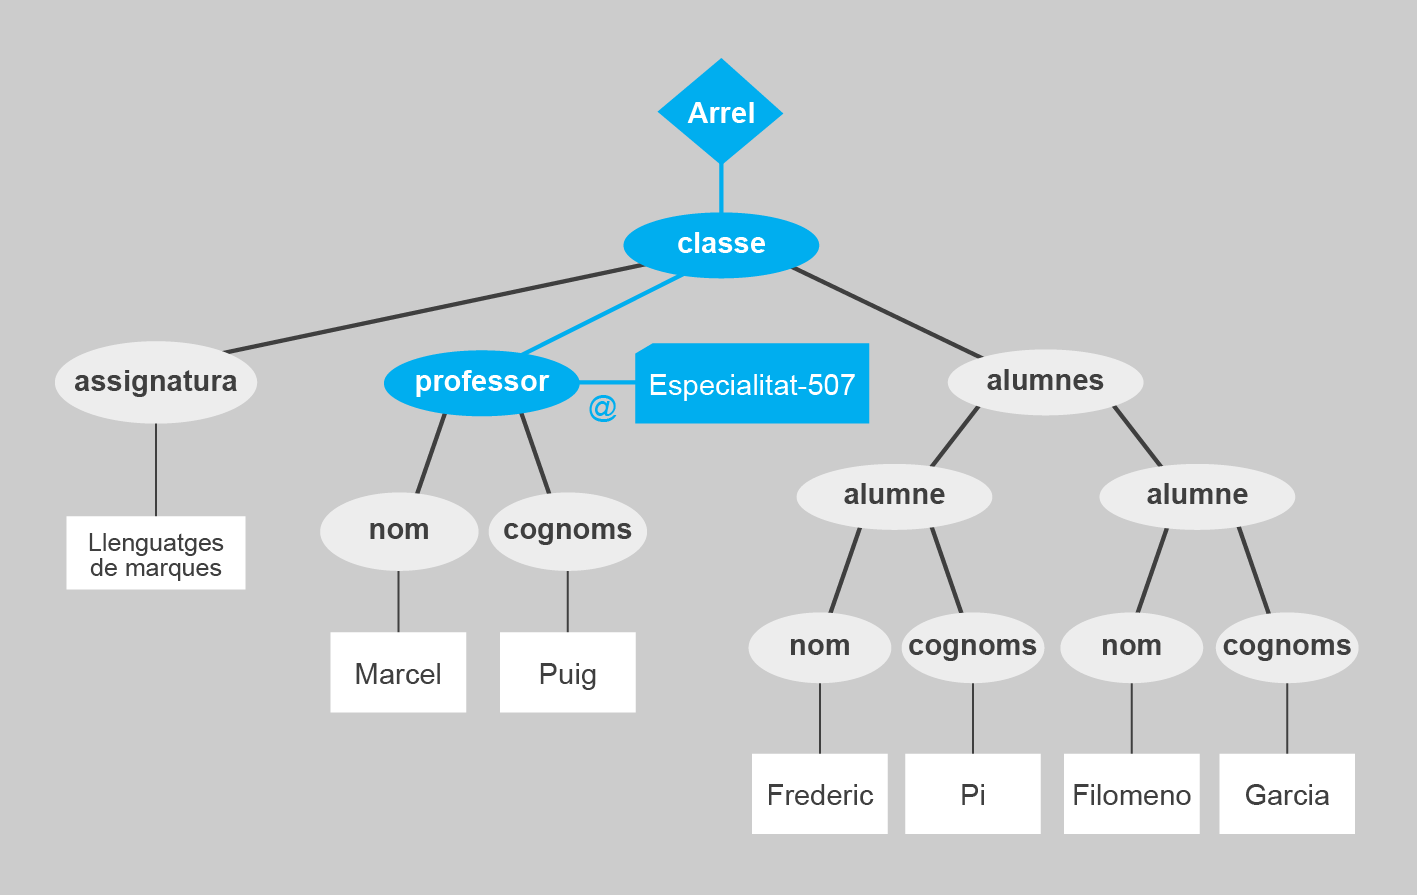 Arrel
classe
assignatura
professor
@
Especialitat-507
alumnes
alumne
alumne
nom
cognoms
Llenguatges
de marques
nom
cognoms
nom
cognoms
Marcel
Puig
Frederic
Pi
Filomeno
Garcia